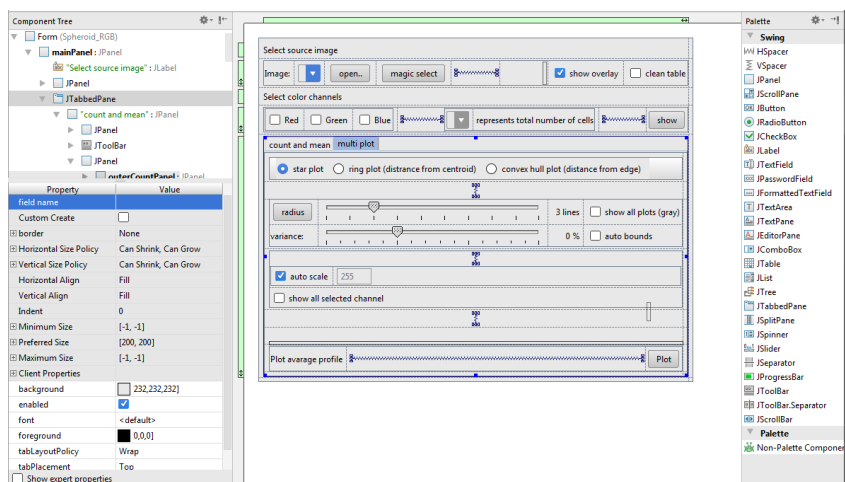 Component Tree
Form (Spheroid_RGB)
mainPanel : JPanel
"Select source image" : JLabel
JPanel
JTabbedPane
"count and mean" : JPanel
JPanel
JToolBar
JPanel
outerCountPanel : JPanel
Property Value
field name
Custom Create
border None
Horizontal Size Policy Can Shrink, Can Grow
Vertical Size Policy Can Shrink, Can Grow
Horizontal Align Fill
Vertical Align Fill
Indent 0
Minimum Size [-1, -1]
Preferred Size [200, 200]
Maximum Size [-1, -1]
Client Properties
background 232,232,232]
enabled
font <default>
foreground 0,0,0]
tabLayoutPolicy Wrap
tabPlacement Top
Show expert properties
Select source image
Image: open.. magic select show overlay clean table
Select color channels
Red Green Blue represents total number of cells show
count and mean multi plot
star plot ring plot (distrance from centroid) convex hull plot (distance from edge)
radius 3 lines show all plots (gray)
variance: 0 % auto bounds
auto scale 255
show all selected channel
Plot avarage profile Plot
Palette
Swing
HSpacer
VSpacer
JPanel
JScrollPane
JButton
JRadioButton
JCheckBox
JLabel
JTextField
JPasswordField
JFormattedTextField
JTextArea
JTextPane
JEditorPane
JComboBox
JTable
JList
JTree
JTabbedPane
JSplitPane
JSpinner
JSlider
JSeparator
JProgressBar
JToolBar
JToolBar.Separator
JScrollBar
Palette
Non-Palette Componen